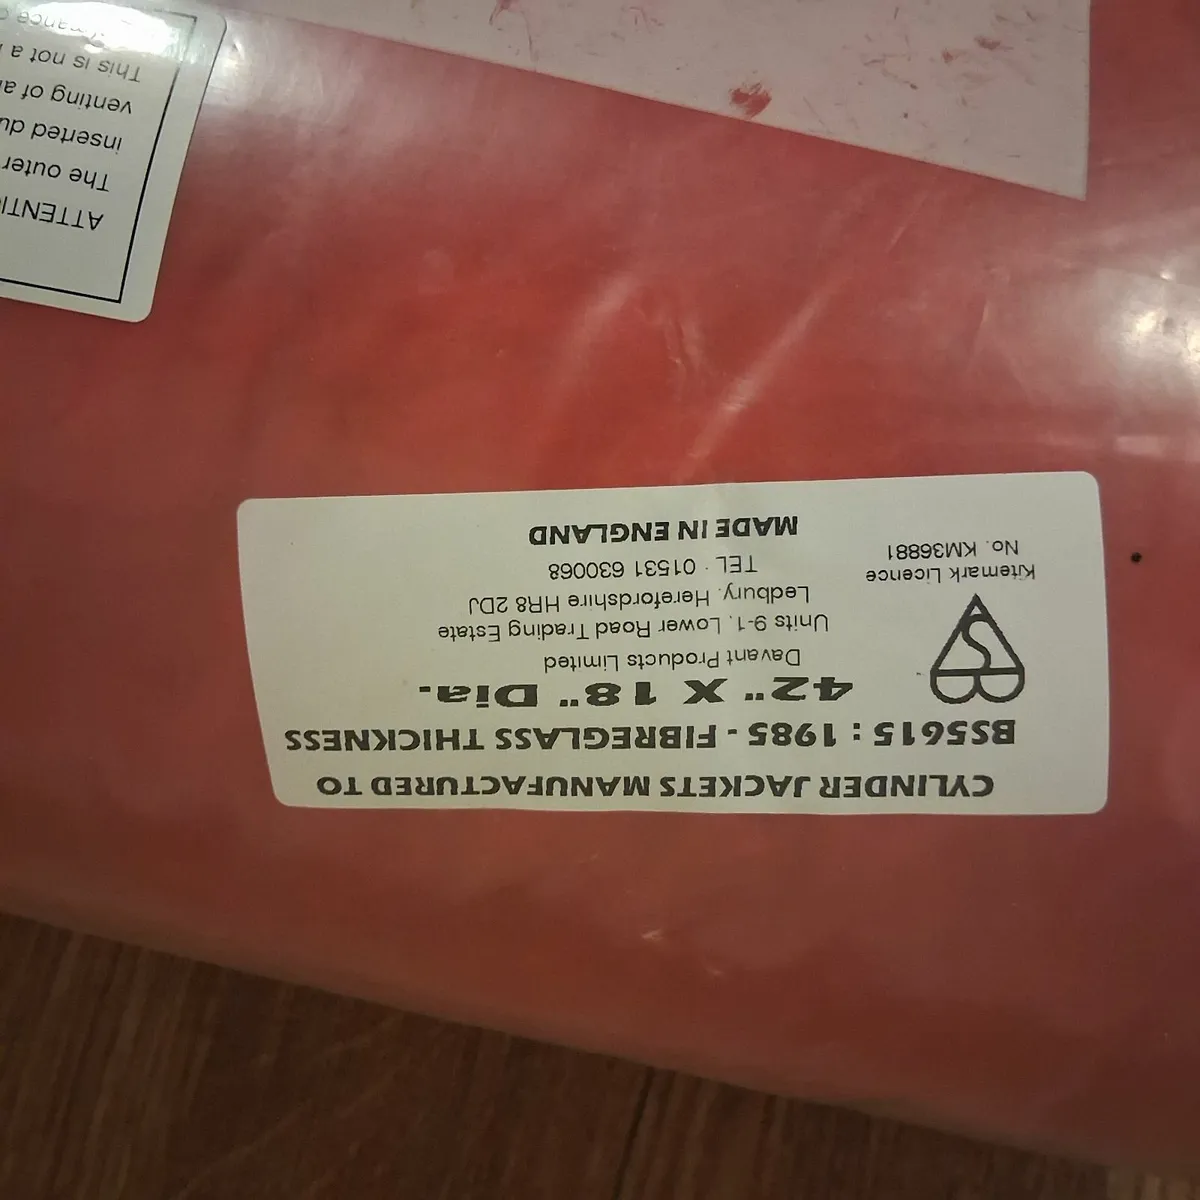 CYLINDER JACKETS MANUFACTURED TO
BS5615 : 1985 - FIBREGLASS THICKNESS
42" X 18" Dia.
Davant Products Limited
Units 9-1, Lower Road Trading Estate
Ledbury, Herefordshire HR8 2DJ
TEL · 01531 630068
MADE IN ENGLAND
S
Kitemark Licence
No. KM36881
The outer
inserted
venting of
This is not a